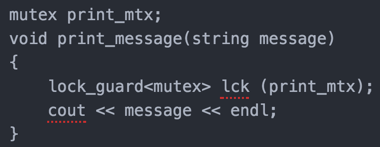 mutex print_mtx;
void print_message(string message)
{
    lock_guard<mutex> lck (print_mtx);
    cout << message << endl;
}